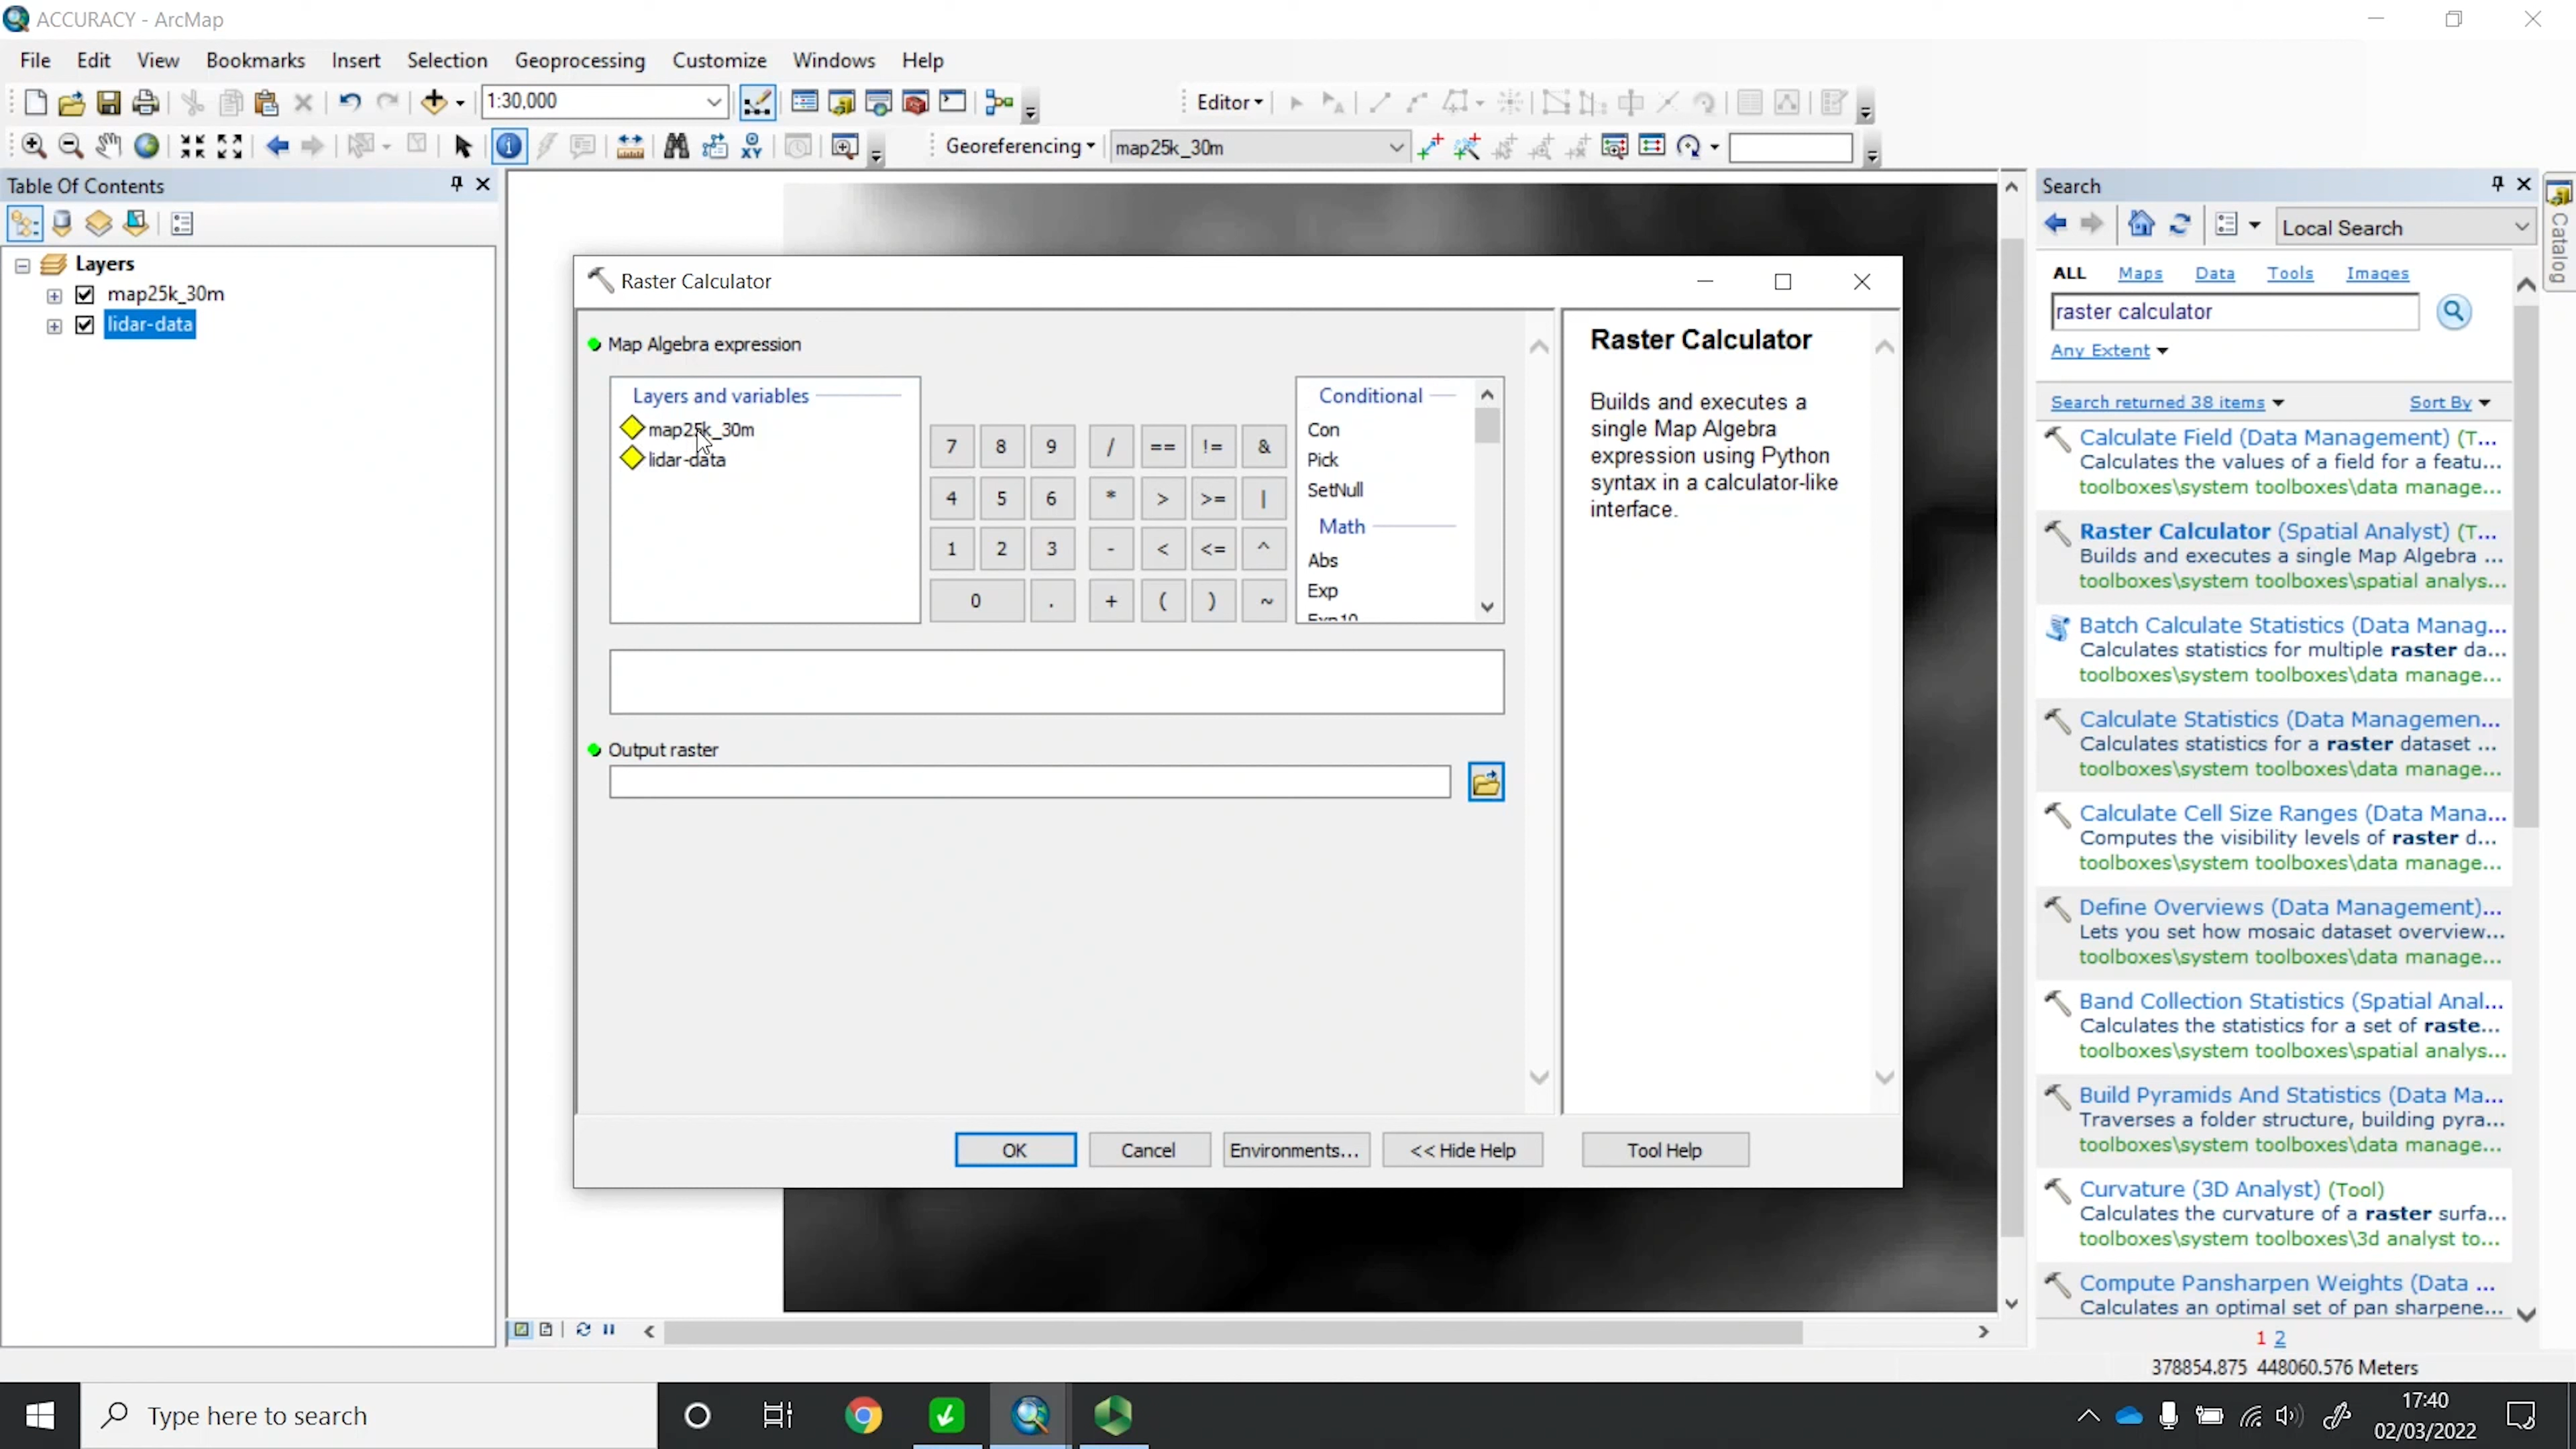 ACCURACY - ArcMap
File Edit View Bookmarks Insert Selection Geoprocessing Customize Windows Help
1:30,000
Editor
Georeferencing
map25k_30m
Table Of Contents
Layers
map25k_30m
lidar-data
Raster Calculator
Map Algebra expression
Layers and variables
map25k_30m
lidar-data
7 8 9 / == != &
4 5 6 * > >= |
1 2 3 - < <= ^
0 . + ( ) ~
Conditional
Con
Pick
SetNull
Math
Abs
Exp
Exp10
Output raster
OK
Cancel
Environments...
<< Hide Help
Tool Help
Raster Calculator
Builds and executes a
single Map Algebra
expression using Python
syntax in a calculator-like
interface.
Search
Local Search
ALL Maps Data Tools Images
raster calculator
Any Extent
Search returned 38 items
Sort By
Calculate Field (Data Management) (T...
Calculates the values of a field for a featu...
toolboxes\system toolboxes\data manage...
Raster Calculator (Spatial Analyst) (T...
Builds and executes a single Map Algebra ...
toolboxes\system toolboxes\spatial analys...
Batch Calculate Statistics (Data Manag...
Calculates statistics for multiple raster da...
toolboxes\system toolboxes\data manage...
Calculate Statistics (Data Managemen...
Calculates statistics for a raster dataset ...
toolboxes\system toolboxes\data manage...
Calculate Cell Size Ranges (Data Mana...
Computes the visibility levels of raster d...
toolboxes\system toolboxes\data manage...
Define Overviews (Data Management)...
Lets you set how mosaic dataset overview...
toolboxes\system toolboxes\data manage...
Band Collection Statistics (Spatial Anal...
Calculates the statistics for a set of raste...
toolboxes\system toolboxes\spatial analys...
Build Pyramids And Statistics (Data Ma...
Traverses a folder structure, building pyra...
toolboxes\system toolboxes\data manage...
Curvature (3D Analyst) (Tool)
Calculates the curvature of a raster surfa...
toolboxes\system toolboxes\3d analyst to...
Compute Pansharpen Weights (Data ...
Calculates an optimal set of pan sharpene...
1 2
Catalog
378854.875 448060.576 Meters
Type here to search
17:40
02/03/2022